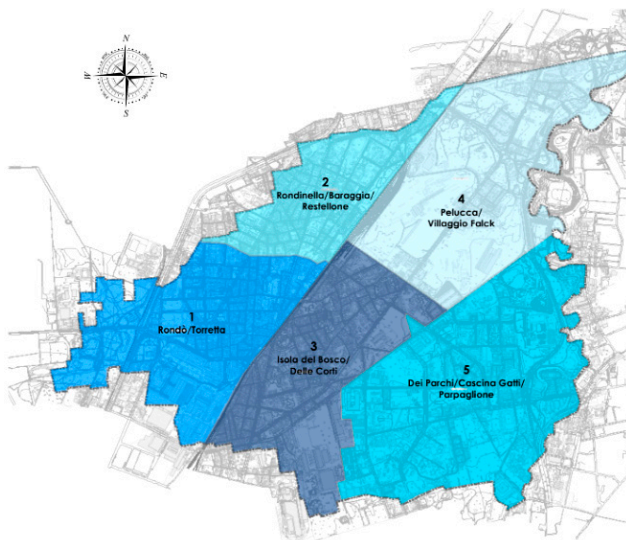 N
W
E
S
2
Rondinella/Baraggia/
Restellone
4
Pelucca/
Villaggio Falck
1
Rondò/Torretta
3
Isola del Bosco/
Delle Corti
5
Dei Parchi/Cascina Gatti/
Parpaglione